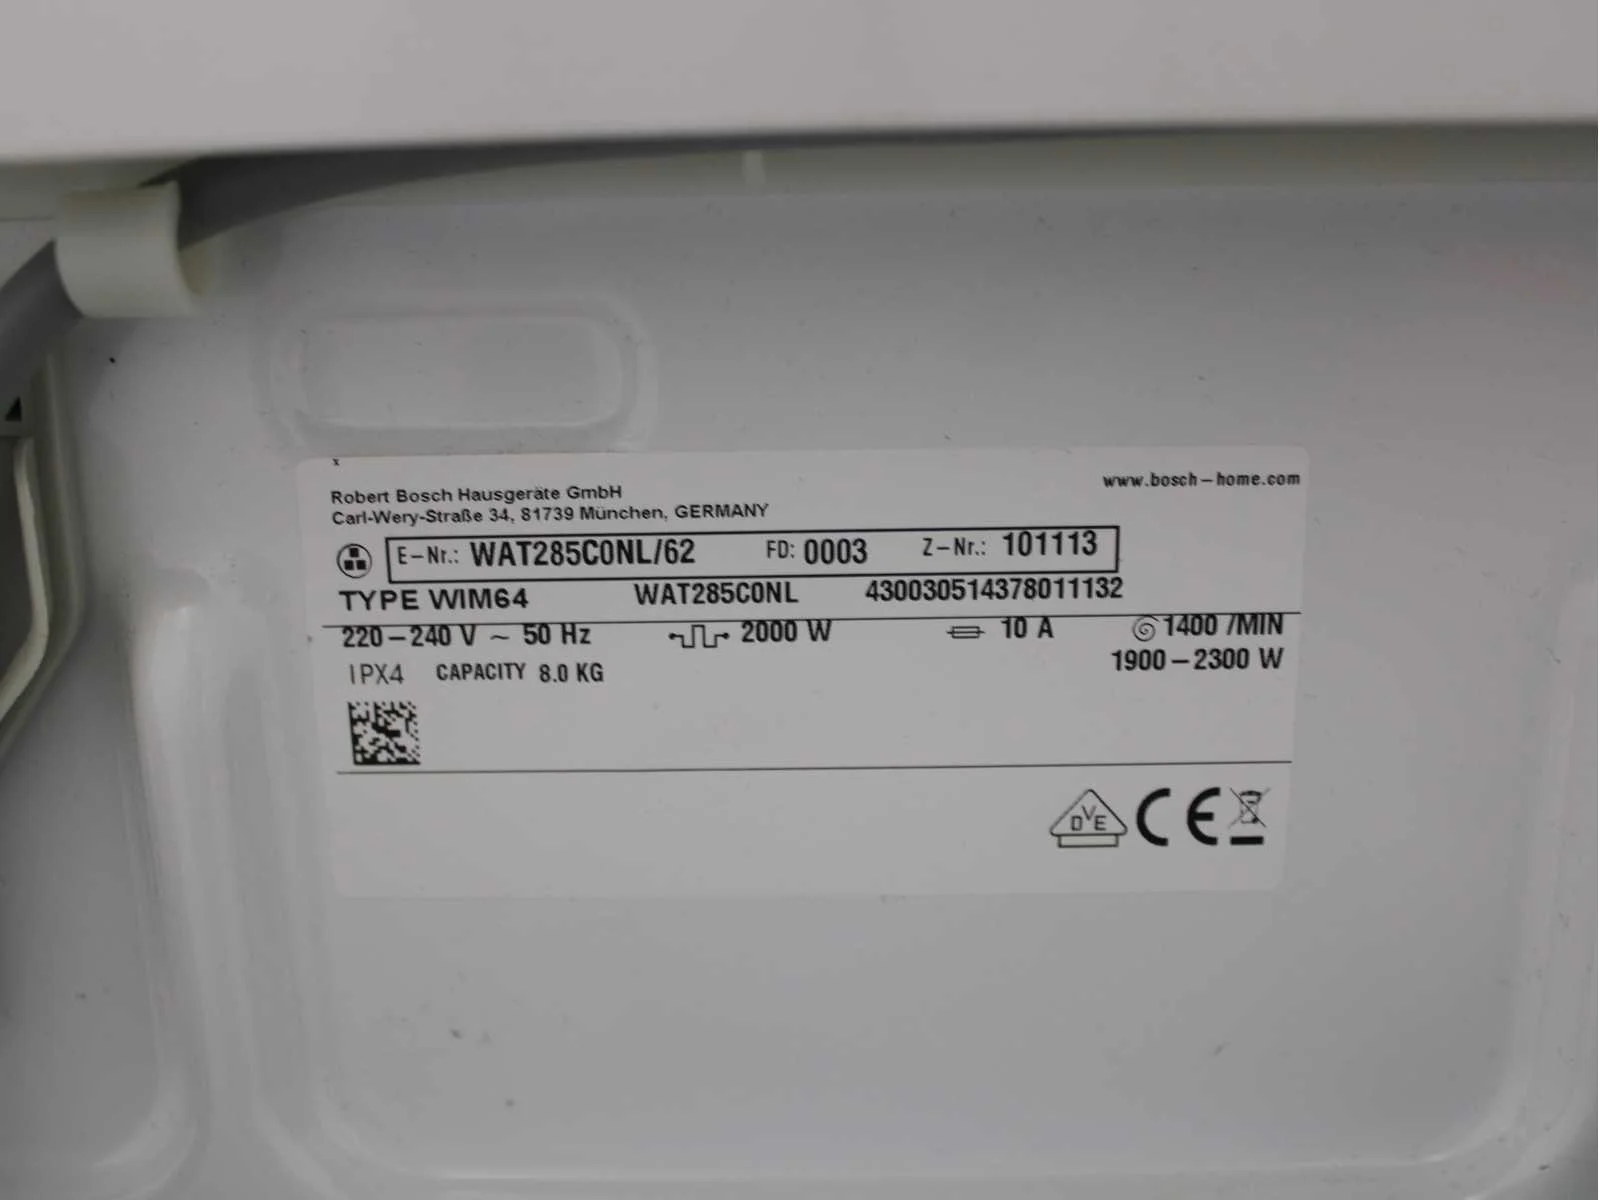 x
Robert Bosch Hausgeräte GmbH
www.bosch-home.com
Carl-Wery-Straße 34, 81739 München, GERMANY
E-Nr.: WAT285C0NL/62 FD: 0003 Z-Nr.: 101113
TYPE WIM64 WAT285C0NL 430030514378011132
220-240 V ~ 50 Hz 2000 W 10 A 1400 /MIN
1900-2300 W
IPX4 CAPACITY 8.0 KG
DVE CE